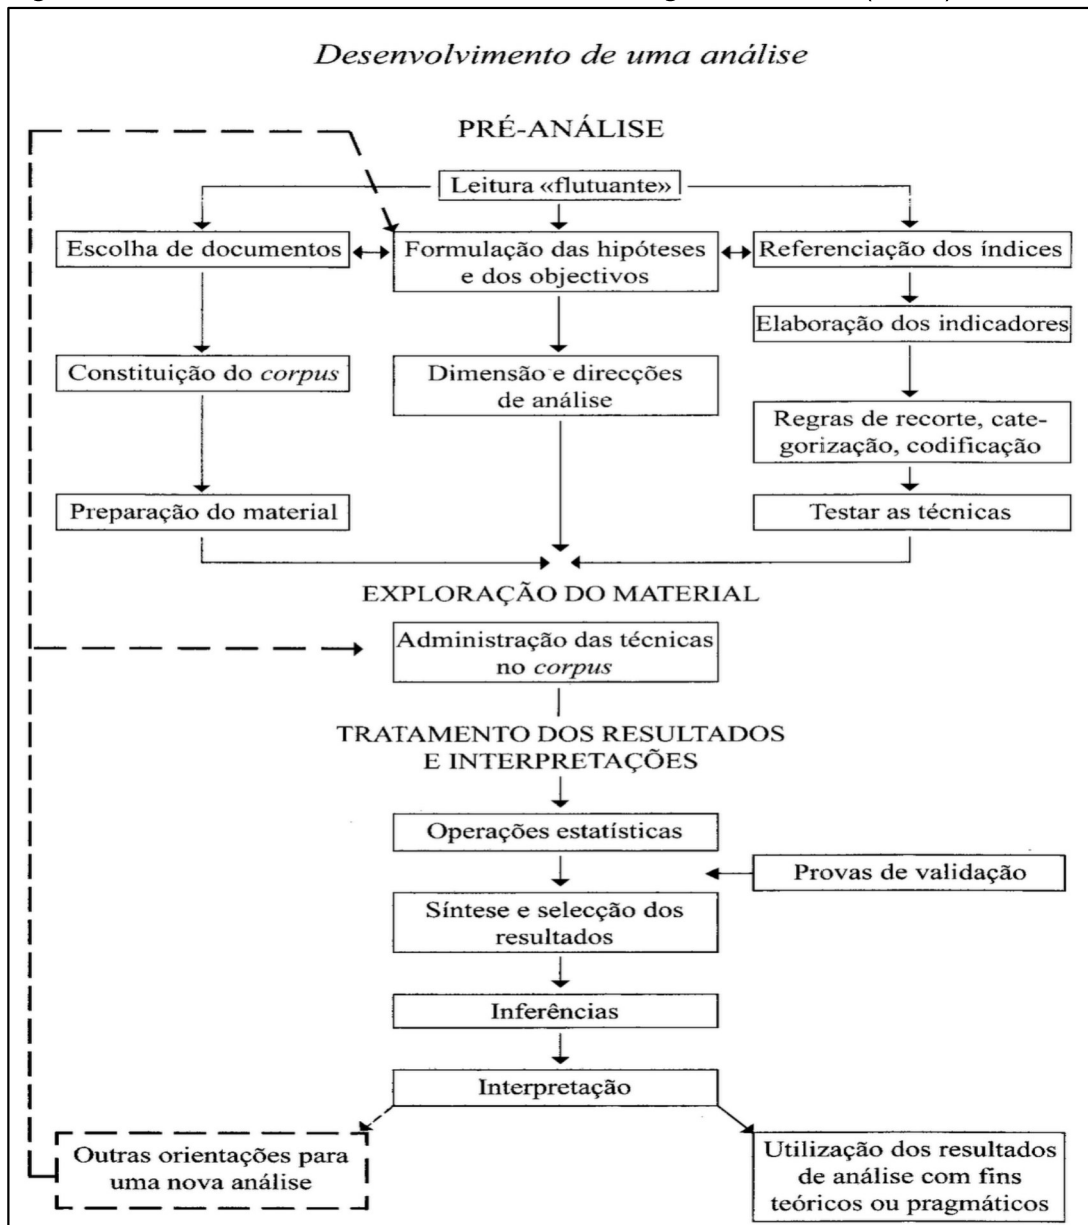 Desenvolvimento de uma análise
PRÉ-ANÁLISE
Leitura «flutuante»
Escolha de documentos
Formulação das hipóteses
e dos objectivos
Referenciação dos índices
Elaboração dos indicadores
Constituição do corpus
Dimensão e direcções
de análise
Regras de recorte, cate-
gorização, codificação
Preparação do material
Testar as técnicas
EXPLORAÇÃO DO MATERIAL
Administração das técnicas
no corpus
TRATAMENTO DOS RESULTADOS
E INTERPRETAÇÕES
Operações estatísticas
Provas de validação
Síntese e selecção dos
resultados
Inferências
Interpretação
Outras orientações para
uma nova análise
Utilização dos resultados
de análise com fins
teóricos ou pragmáticos